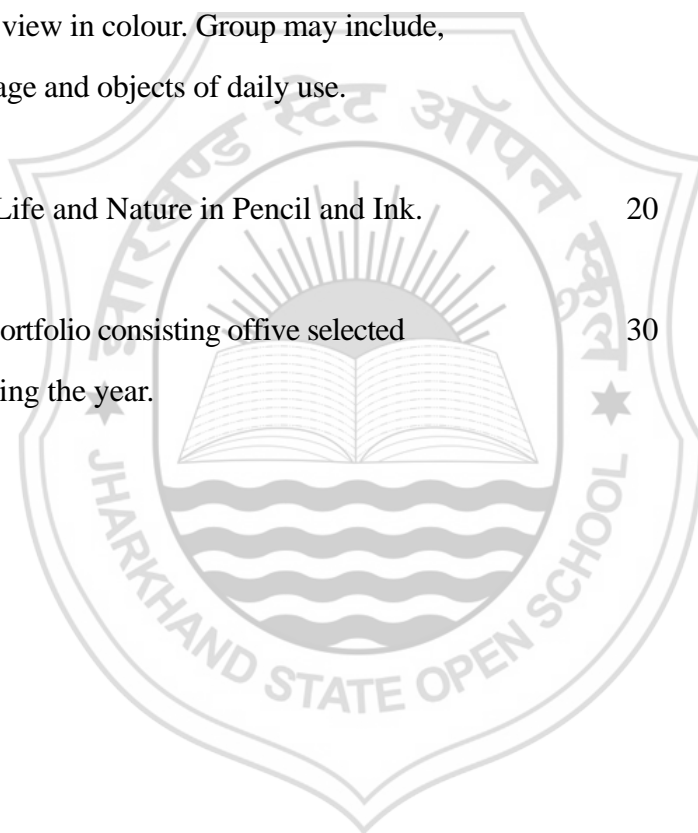 view in colour. Group may include,
age and objects of daily use.
Life and Nature in Pencil and Ink. 20
ortfolio consisting offive selected 30
ing the year.
झारखण्ड स्टेट ऑपन स्कूल
JHARKHAND STATE OPEN SCHOOL